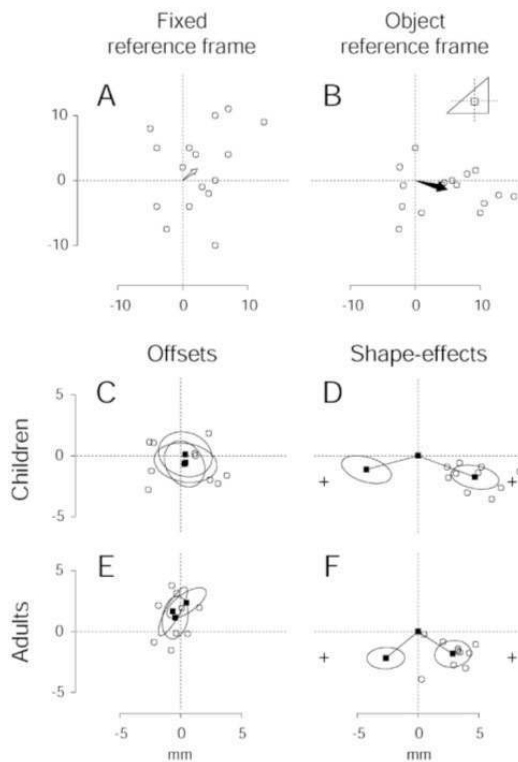 Fixed
reference frame
Object
reference frame
A
B
10
0
-10
-10
0
10
-10
0
10
Offsets
Shape-effects
Children
C
D
5
0
-5
Adults
E
F
5
0
-5
-5
0
5
-5
0
5
mm
mm